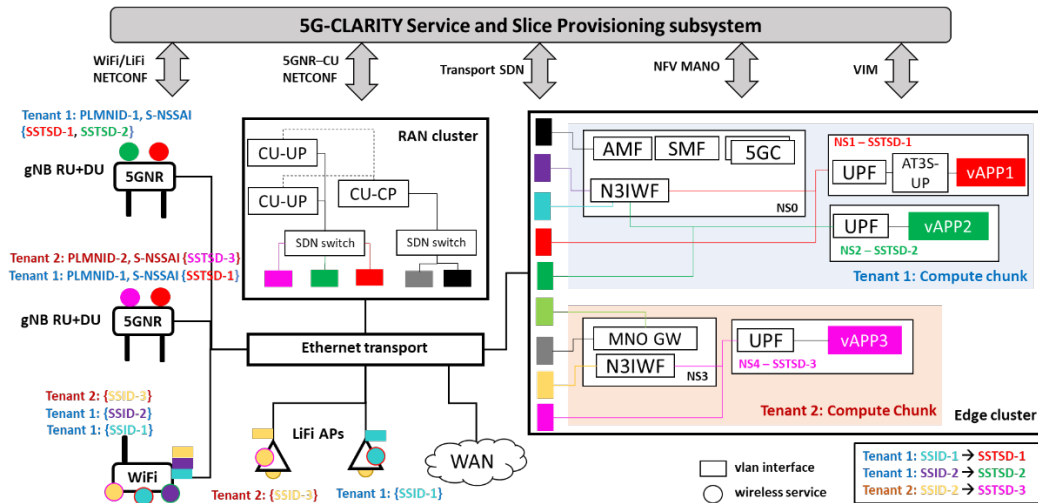 5G-CLARITY Service and Slice Provisioning subsystem
WiFi/LiFi
NETCONF
5GNR–CU
NETCONF
Transport SDN
NFV MANO
VIM
Tenant 1: PLMNID-1, S-NSSAI
{SSTSD-1, SSTSD-2}
gNB RU+DU
5GNR
Tenant 2: PLMNID-2, S-NSSAI {SSTSD-3}
Tenant 1: PLMNID-1, S-NSSAI {SSTSD-1}
gNB RU+DU
5GNR
Tenant 2: {SSID-3}
Tenant 1: {SSID-2}
Tenant 1: {SSID-1}
WiFi
RAN cluster
CU-UP
CU-UP
CU-CP
SDN switch
SDN switch
Ethernet transport
LiFi APs
Tenant 2: {SSID-3}
Tenant 1: {SSID-1}
WAN
AMF
SMF
5GC
N3IWF
NS0
NS1 – SSTSD-1
UPF
AT3S-
UP
vAPP1
UPF
vAPP2
NS2 – SSTSD-2
Tenant 1: Compute chunk
MNO GW
N3IWF
NS3
UPF
vAPP3
NS4 – SSTSD-3
Tenant 2: Compute Chunk
Edge cluster
vlan interface
wireless service
Tenant 1: SSID-1 → SSTSD-1
Tenant 1: SSID-2 → SSTSD-2
Tenant 2: SSID-2 → SSTSD-3